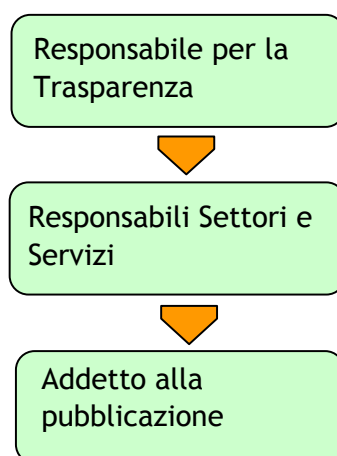 Responsabile per la
Trasparenza
Responsabili Settori e
Servizi
Addetto alla
pubblicazione